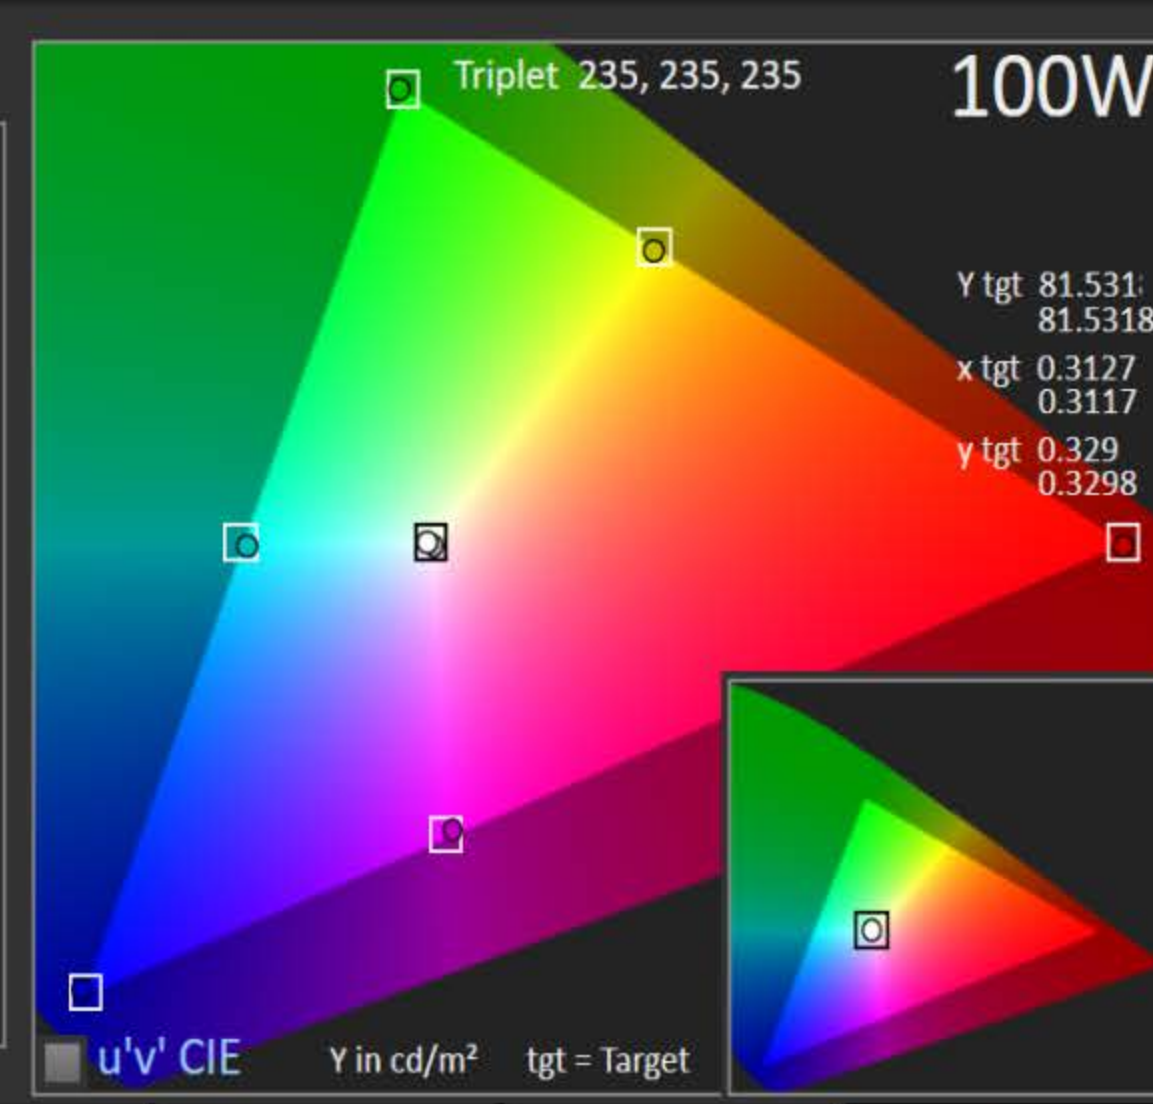 Triplet 235, 235, 235
100W
Y tgt 81.531
81.5318
x tgt 0.3127
0.3117
y tgt 0.329
0.3298
u'v' CIE Y in cd/m² tgt = Target